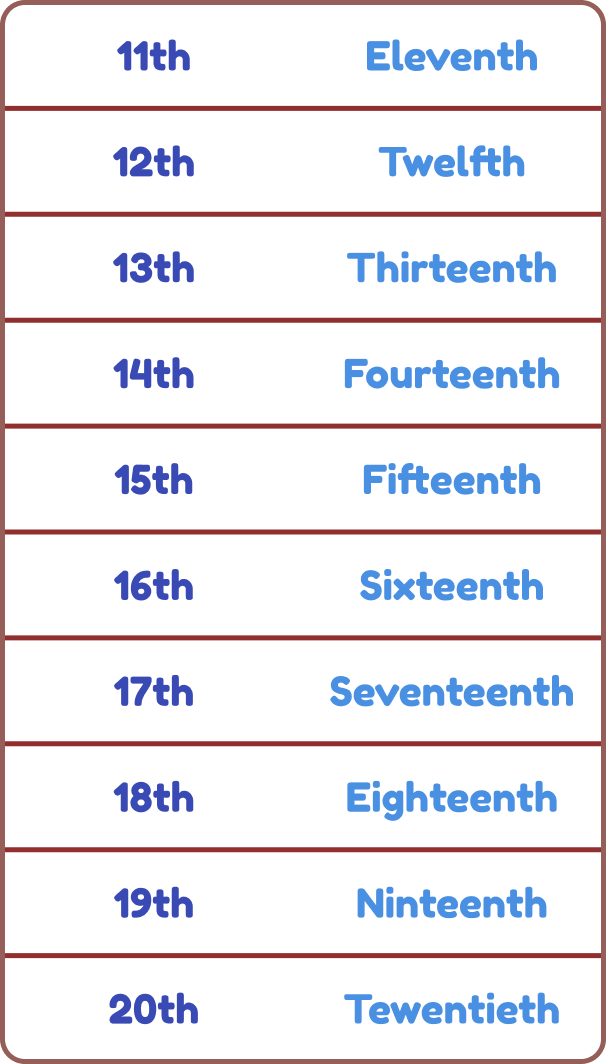 11th Eleventh
12th Twelfth
13th Thirteenth
14th Fourteenth
15th Fifteenth
16th Sixteenth
17th Seventeenth
18th Eighteenth
19th Ninteenth
20th Tewentieth